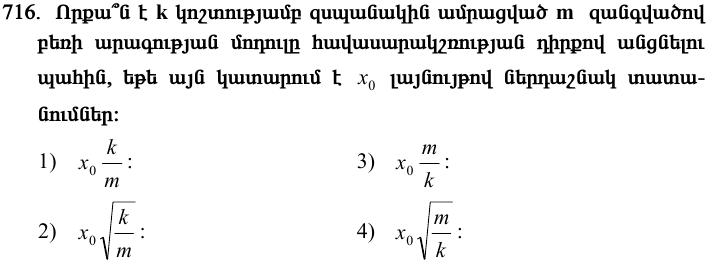 716. Որքա՞ն է k կոշտությամբ զսպանակին ամրացված m զանգվածով
բեռի արագության մոդուլը հավասարակշռության դիրքով անցնելու
պահին, եթե այն կատարում է x₀ լայնույթով ներդաշնակ տատա-
նումներ:
1) x₀ k/m :
3) x₀ m/k :
2) x₀ √(k/m) :
4) x₀ √(m/k) :